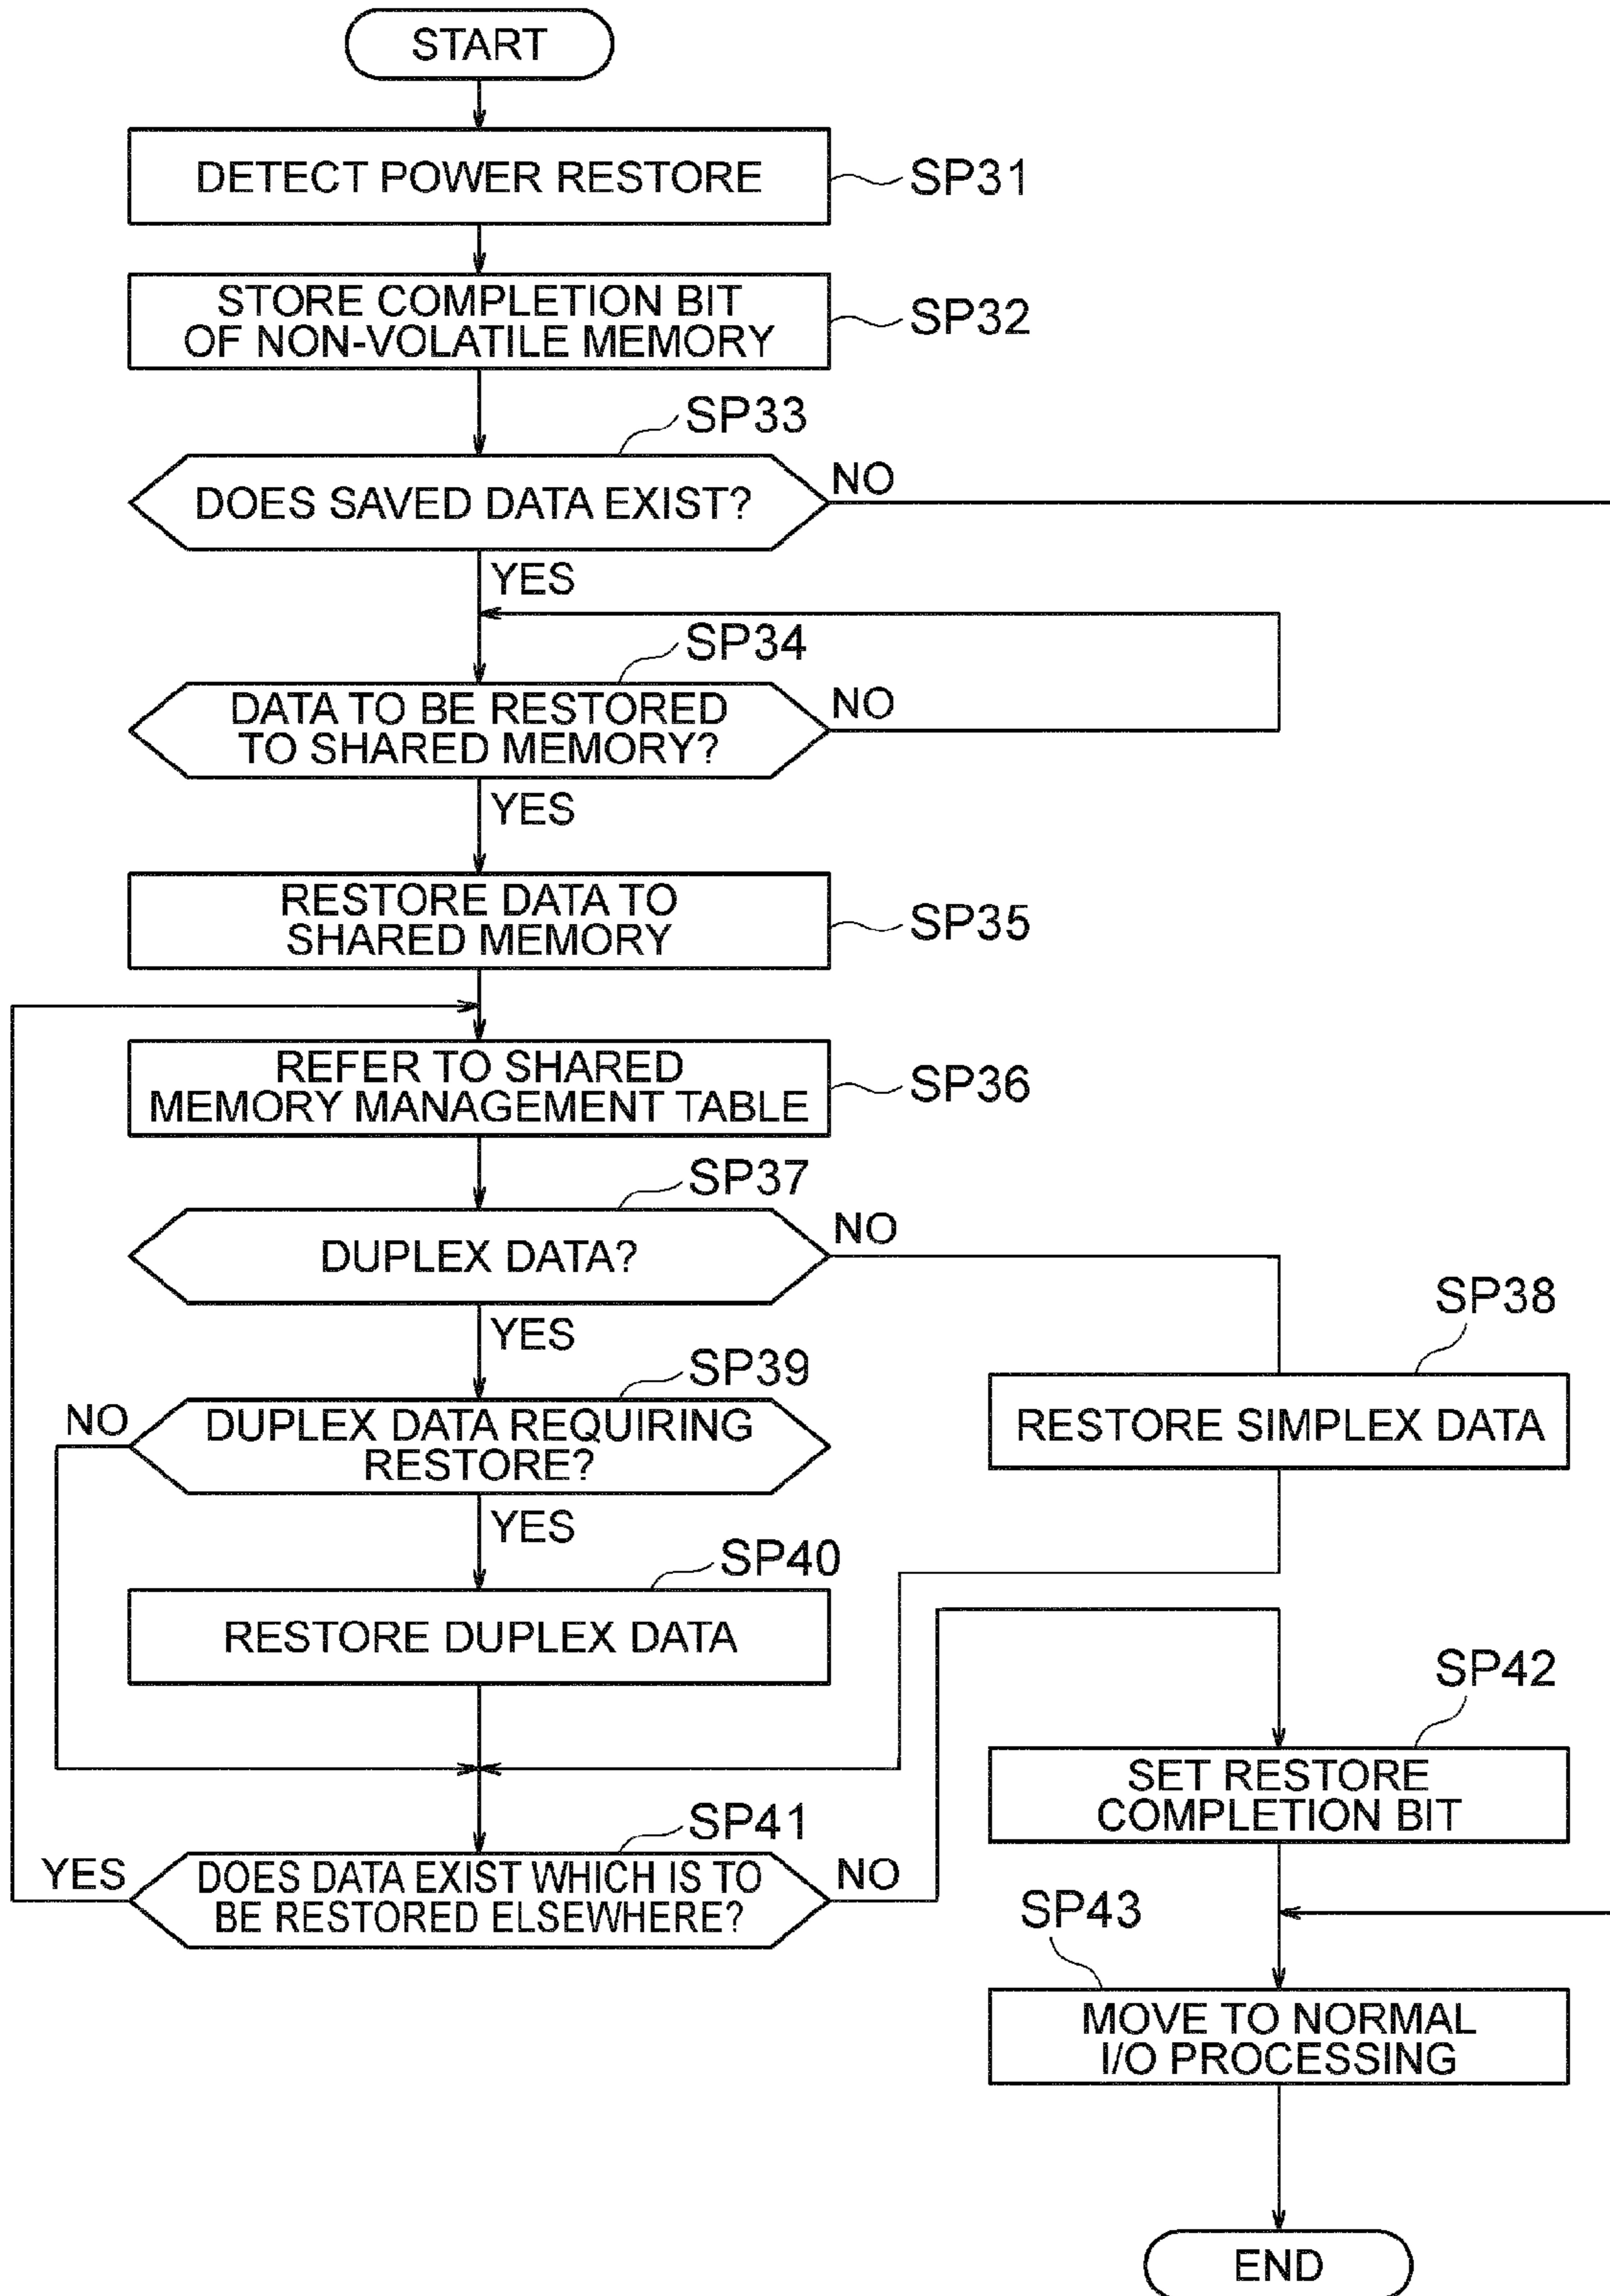 START
DETECT POWER RESTORE
SP31
STORE COMPLETION BIT
OF NON-VOLATILE MEMORY
SP32
SP33
DOES SAVED DATA EXIST?
NO
YES
SP34
DATA TO BE RESTORED
TO SHARED MEMORY?
NO
YES
RESTORE DATA TO
SHARED MEMORY
SP35
REFER TO SHARED
MEMORY MANAGEMENT TABLE
SP36
SP37
DUPLEX DATA?
NO
YES
SP38
RESTORE SIMPLEX DATA
SP39
NO
DUPLEX DATA REQUIRING
RESTORE?
YES
SP40
RESTORE DUPLEX DATA
SP41
YES
DOES DATA EXIST WHICH IS TO
BE RESTORED ELSEWHERE?
NO
SP42
SET RESTORE
COMPLETION BIT
SP43
MOVE TO NORMAL
I/O PROCESSING
END